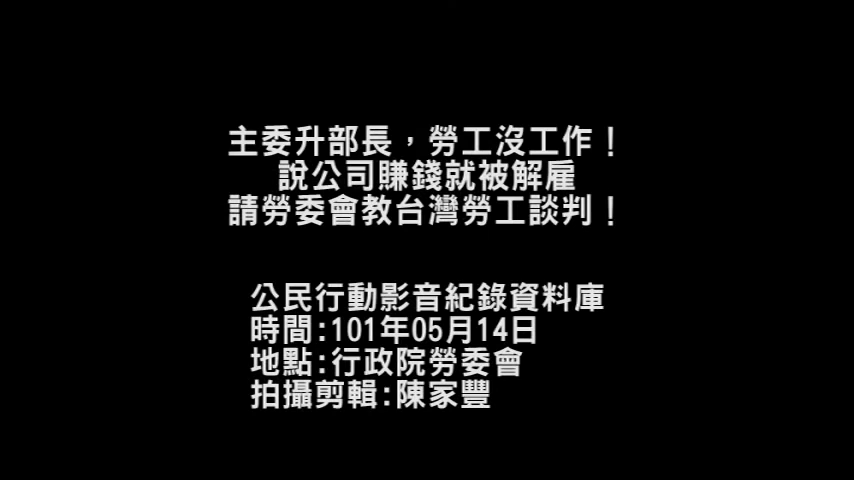 主委升部長，勞工沒工作！
說公司賺錢就被解雇
請勞委會教台灣勞工談判！
公民行動影音紀錄資料庫
時間:101年05月14日
地點:行政院勞委會
拍攝剪輯:陳家豐